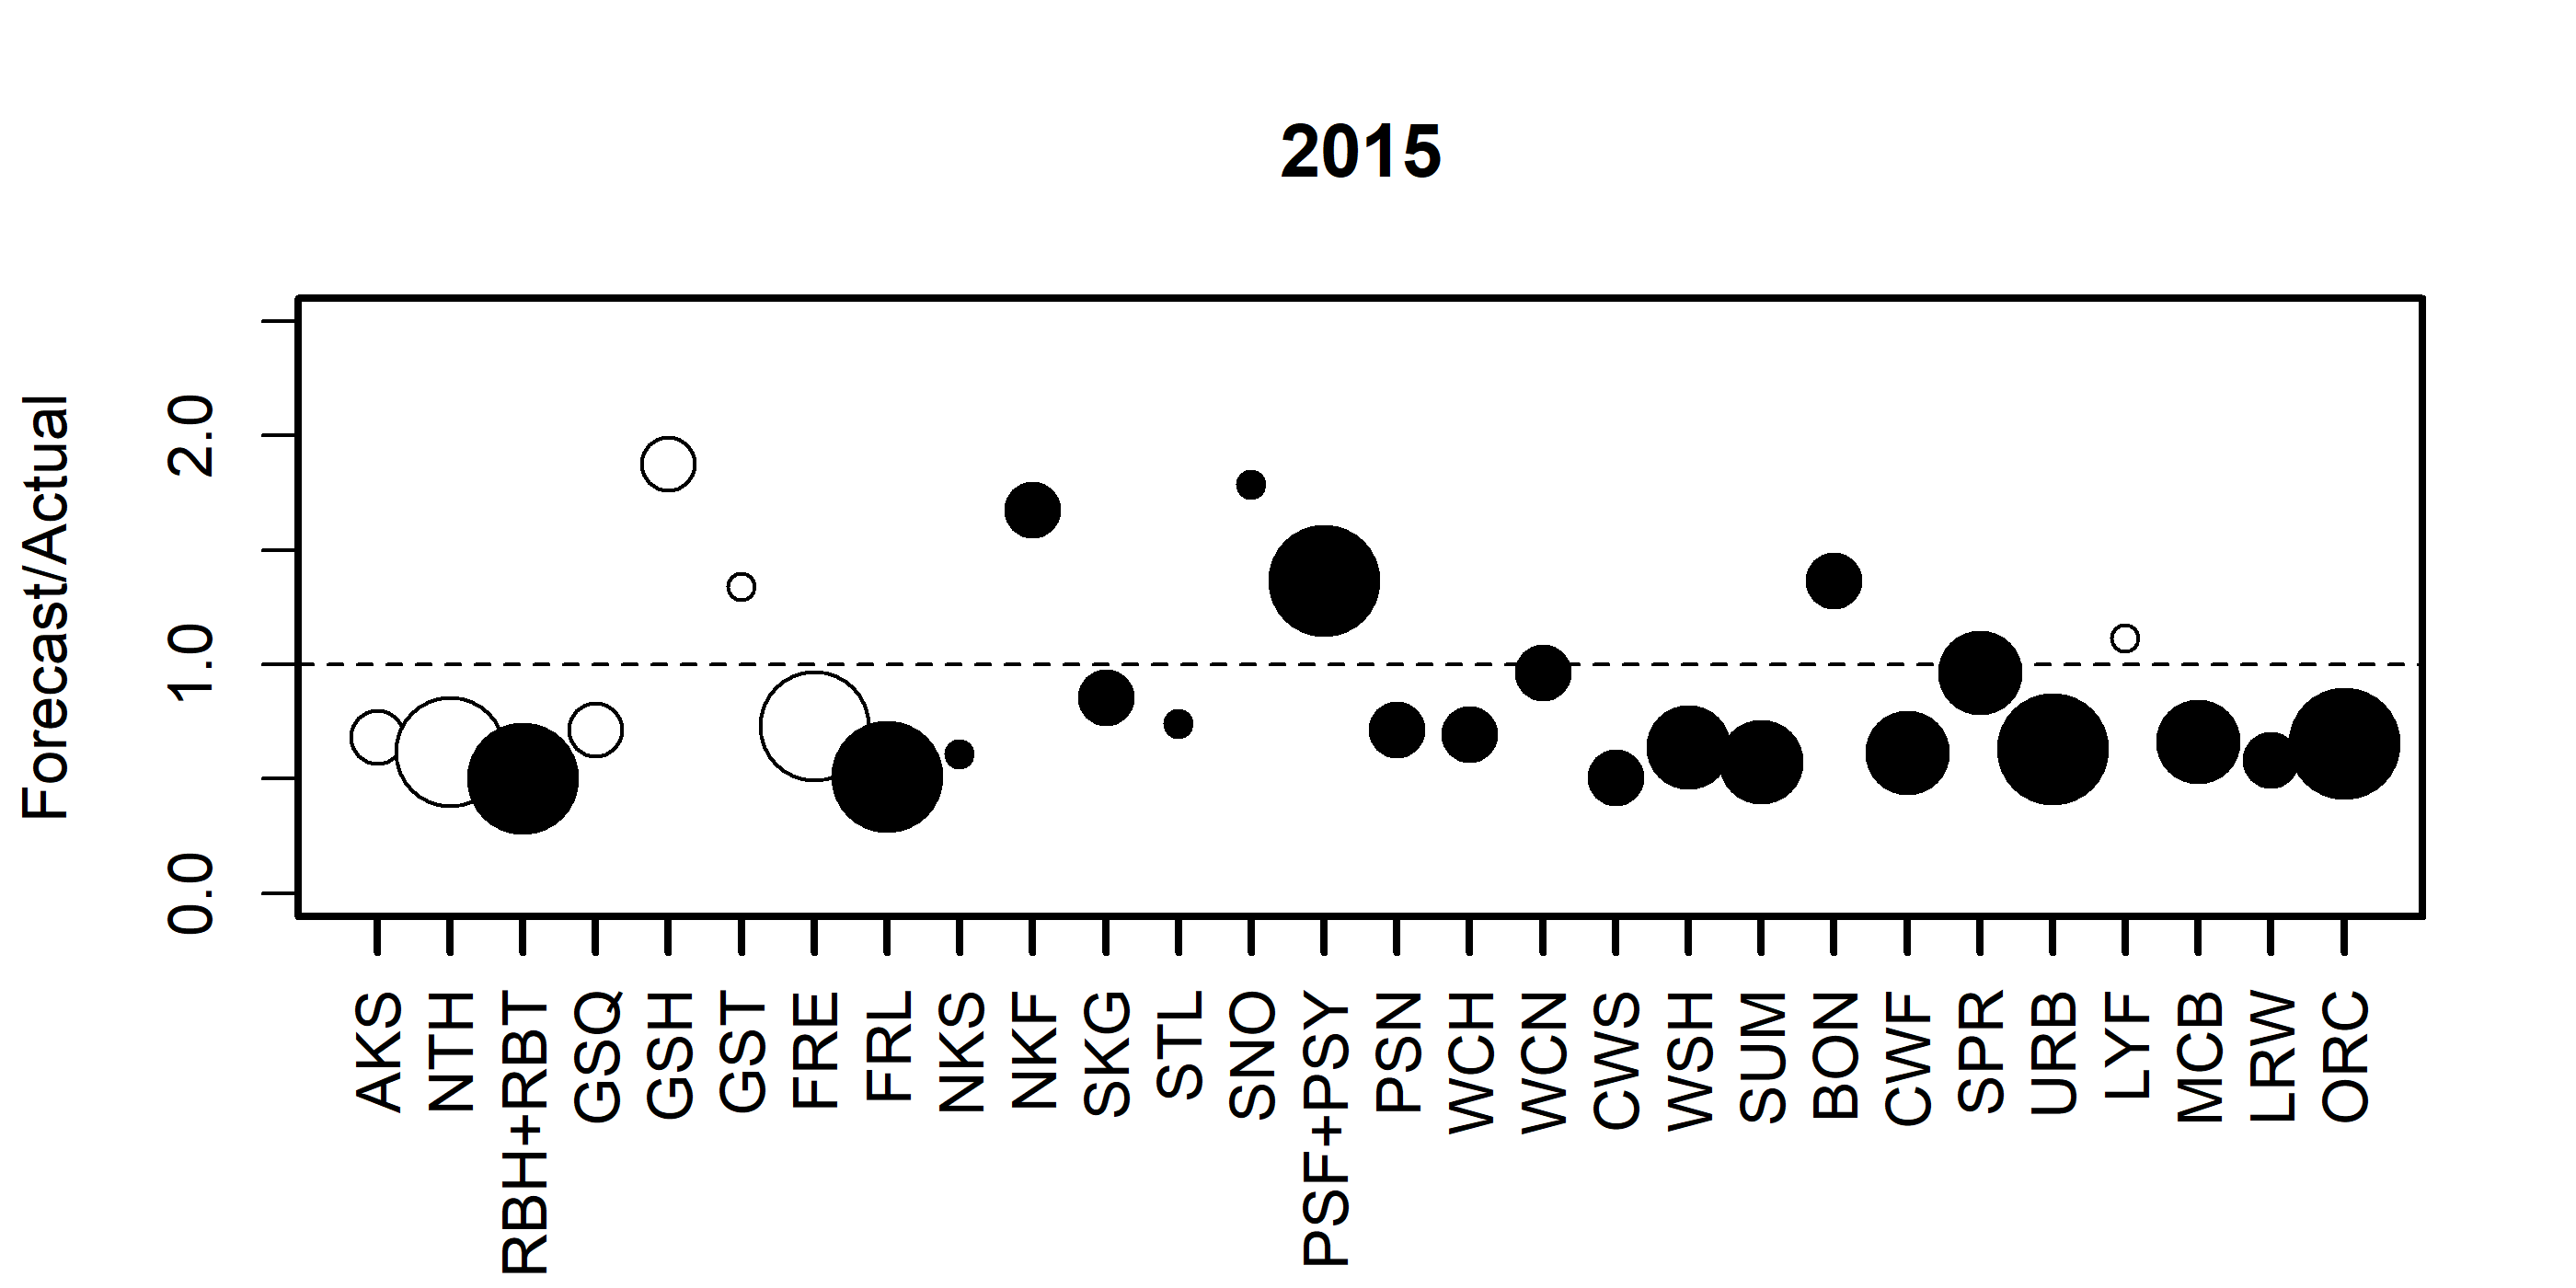 2015
Forecast/Actual
2.0
1.0
0.0
AKS
NTH
RBH+RBT
GSQ
GSH
GST
FRE
FRL
NKS
NKF
SKG
STL
SNO
PSF+PSY
PSN
WCH
WCN
CWS
WSH
SUM
BON
CWF
SPR
URB
LYF
MCB
LRW
ORC